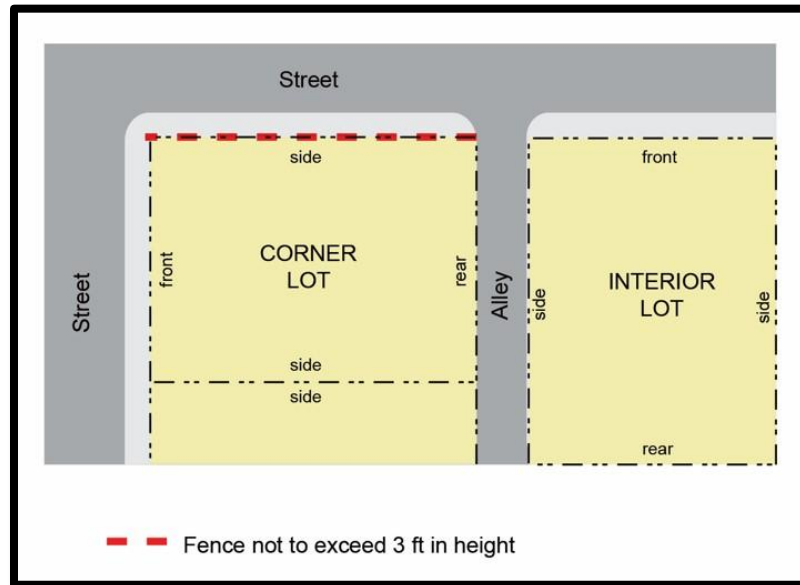 Street
side
front
CORNER
LOT
front
rear
Street
Alley
side
INTERIOR
LOT
side
side
side
rear
Fence not to exceed 3 ft in height